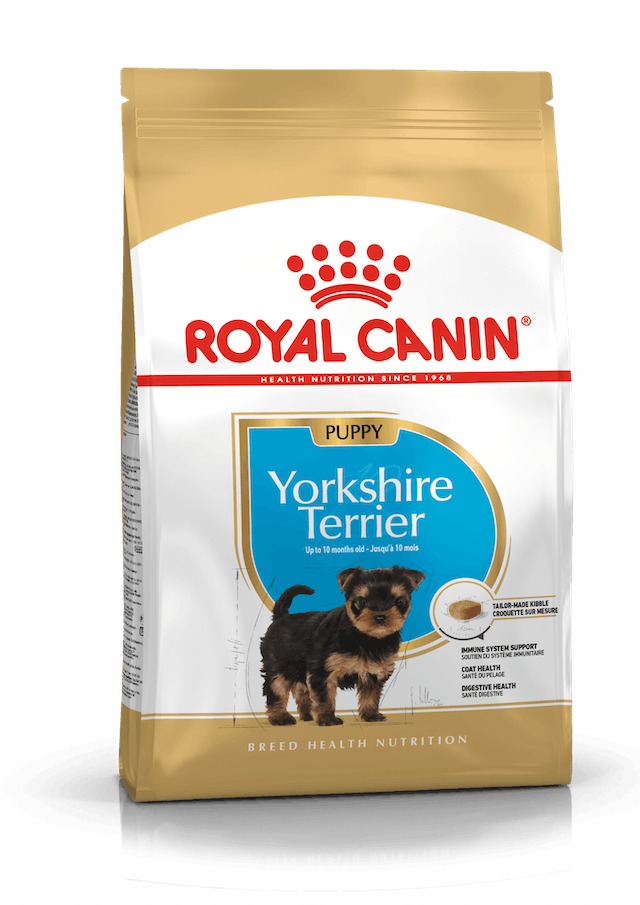 ROYAL CANIN®
HEALTH NUTRITION SINCE 1968
PUPPY
Yorkshire
Terrier
Up to 10 months old - Jusqu'à 10 mois
TAILOR-MADE KIBBLE
CROQUETTE SUR MESURE
IMMUNE SYSTEM SUPPORT
SOUTIEN DU SYSTÈME IMMUNITAIRE
COAT HEALTH
SANTÉ DU PELAGE
DIGESTIVE HEALTH
SANTÉ DIGESTIVE
BREED HEALTH NUTRITION